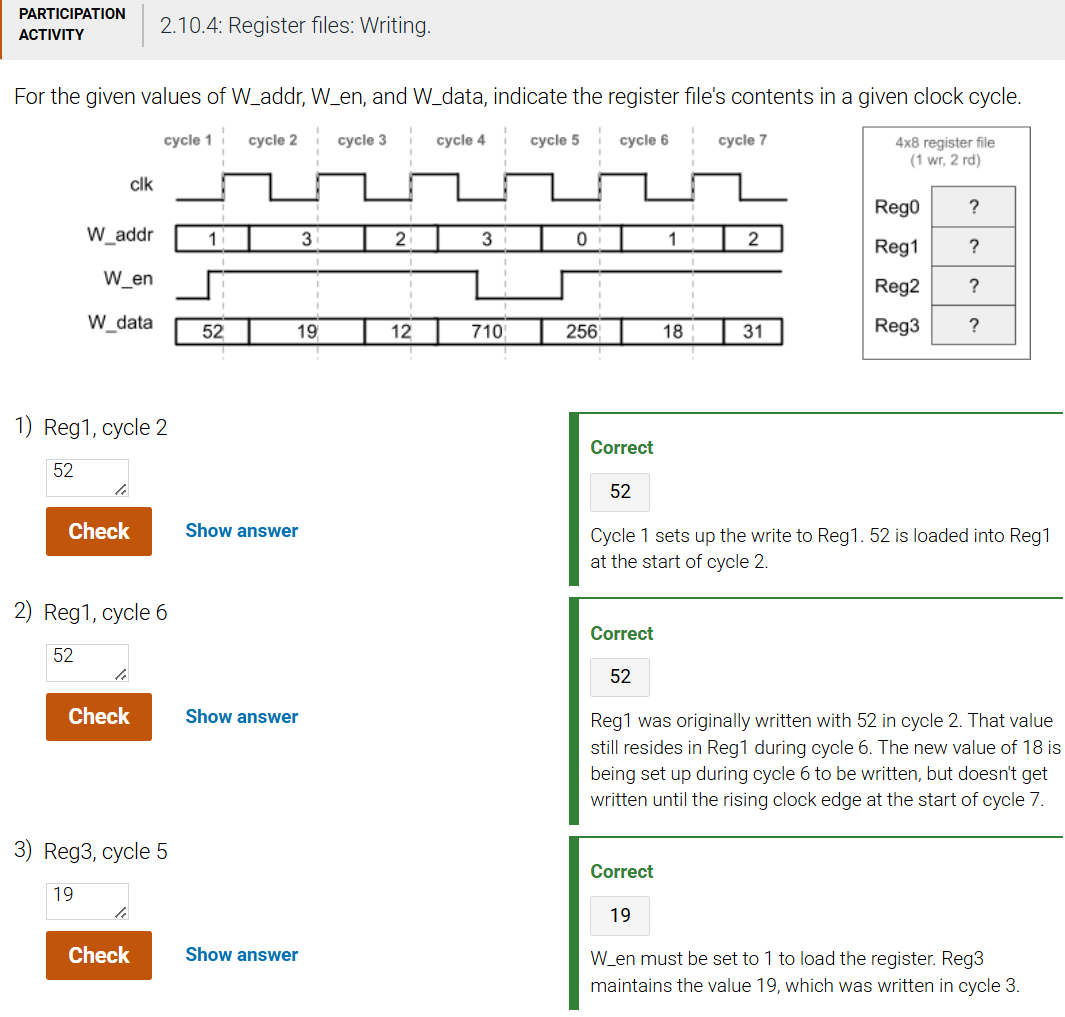 PARTICIPATION
ACTIVITY
2.10.4: Register files: Writing.
For the given values of W_addr, W_en, and W_data, indicate the register file's contents in a given clock cycle.
cycle 1 cycle 2 cycle 3 cycle 4 cycle 5 cycle 6 cycle 7
clk
W_addr 1 3 2 3 0 1 2
W_en
W_data 52 19 12 710 256 18 31
4x8 register file
(1 wr, 2 rd)
Reg0 ?
Reg1 ?
Reg2 ?
Reg3 ?
1) Reg1, cycle 2
52
Check Show answer
Correct
52
Cycle 1 sets up the write to Reg1. 52 is loaded into Reg1
at the start of cycle 2.
2) Reg1, cycle 6
52
Check Show answer
Correct
52
Reg1 was originally written with 52 in cycle 2. That value
still resides in Reg1 during cycle 6. The new value of 18 is
being set up during cycle 6 to be written, but doesn't get
written until the rising clock edge at the start of cycle 7.
3) Reg3, cycle 5
19
Check Show answer
Correct
19
W_en must be set to 1 to load the register. Reg3
maintains the value 19, which was written in cycle 3.